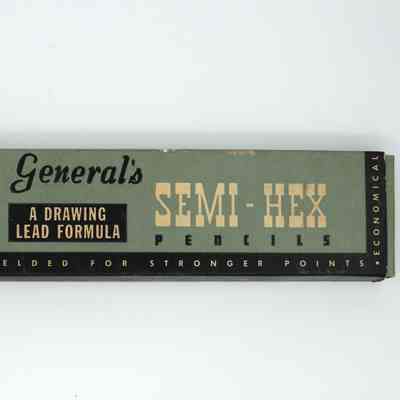 General's
A DRAWING
LEAD FORMULA
SEMI-HEX
PENCILS
ELDED FOR STRONGER POINTS • ECONOMICAL